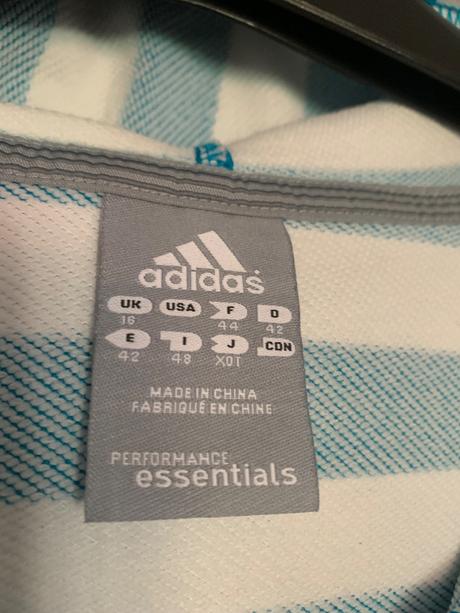 adidas
UK USA F D
16 44 42
E I J CDN
42 48 XOT
MADE IN CHINA
FABRIQUÉ EN CHINE
PERFORMANCE
essentials